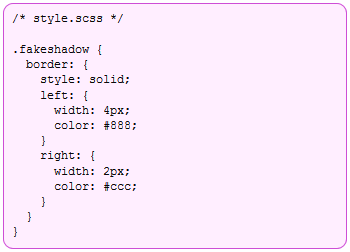 /* style.scss */

.fakeshadow {
  border: {
    style: solid;
    left: {
      width: 4px;
      color: #888;
    }
    right: {
      width: 2px;
      color: #ccc;
    }
  }
}